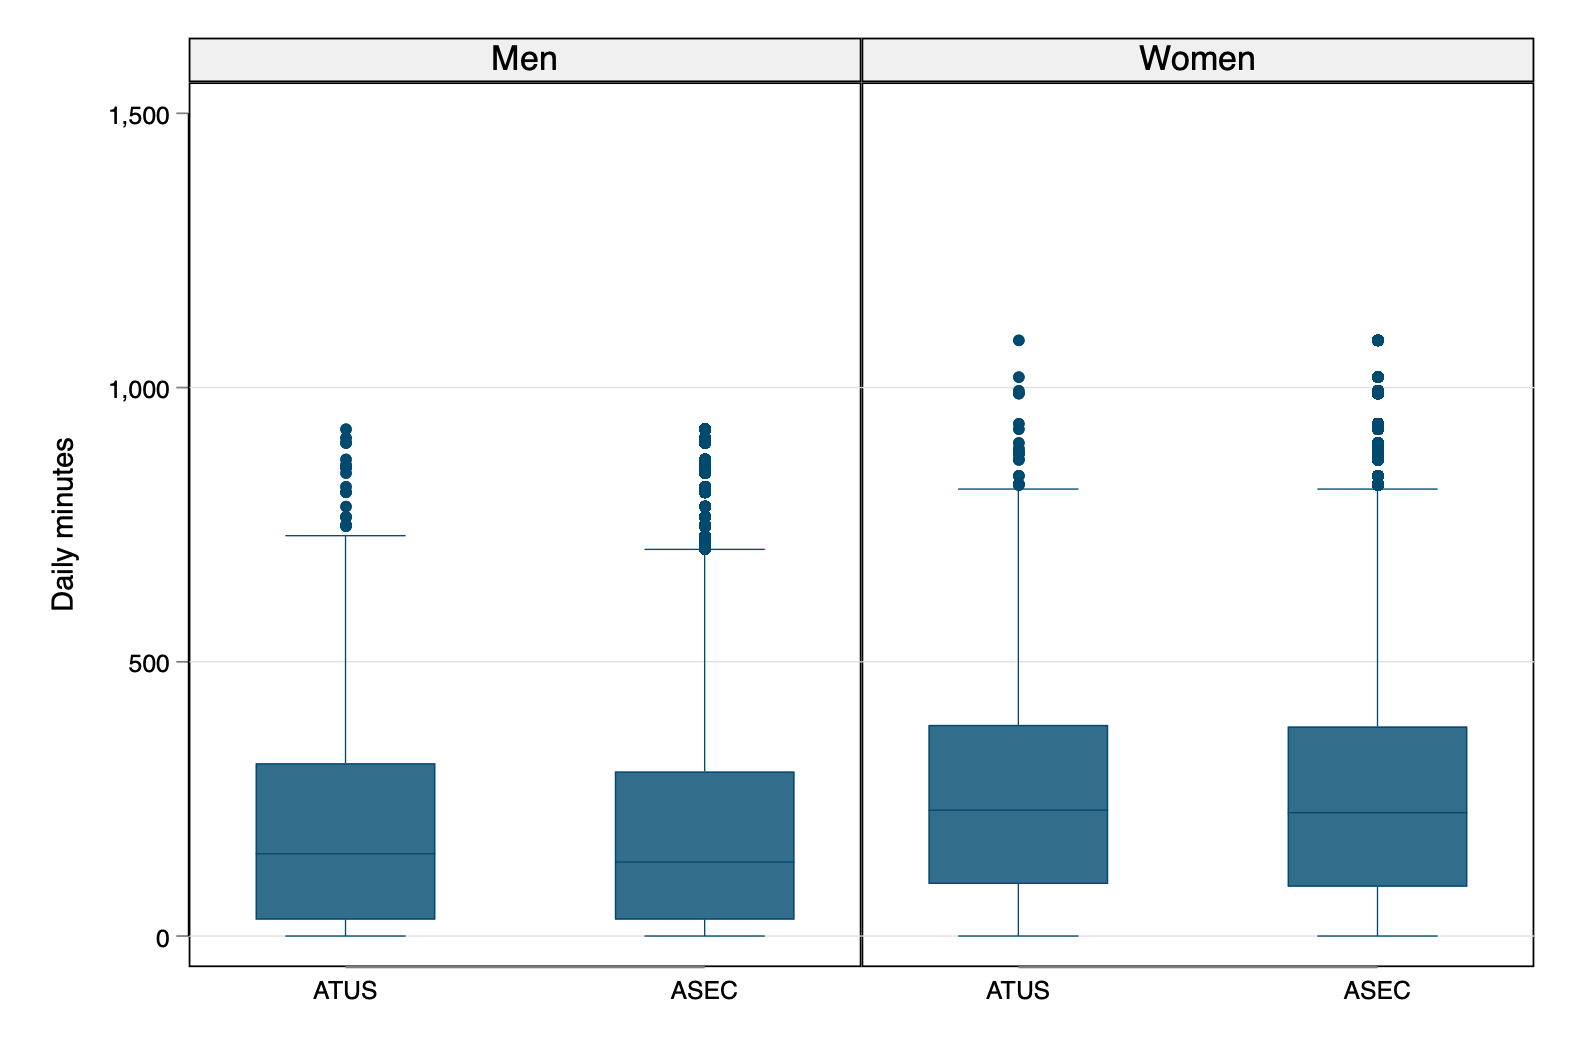 Men
Women
Daily minutes
1,500
1,000
500
0
ATUS
ASEC
ATUS
ASEC